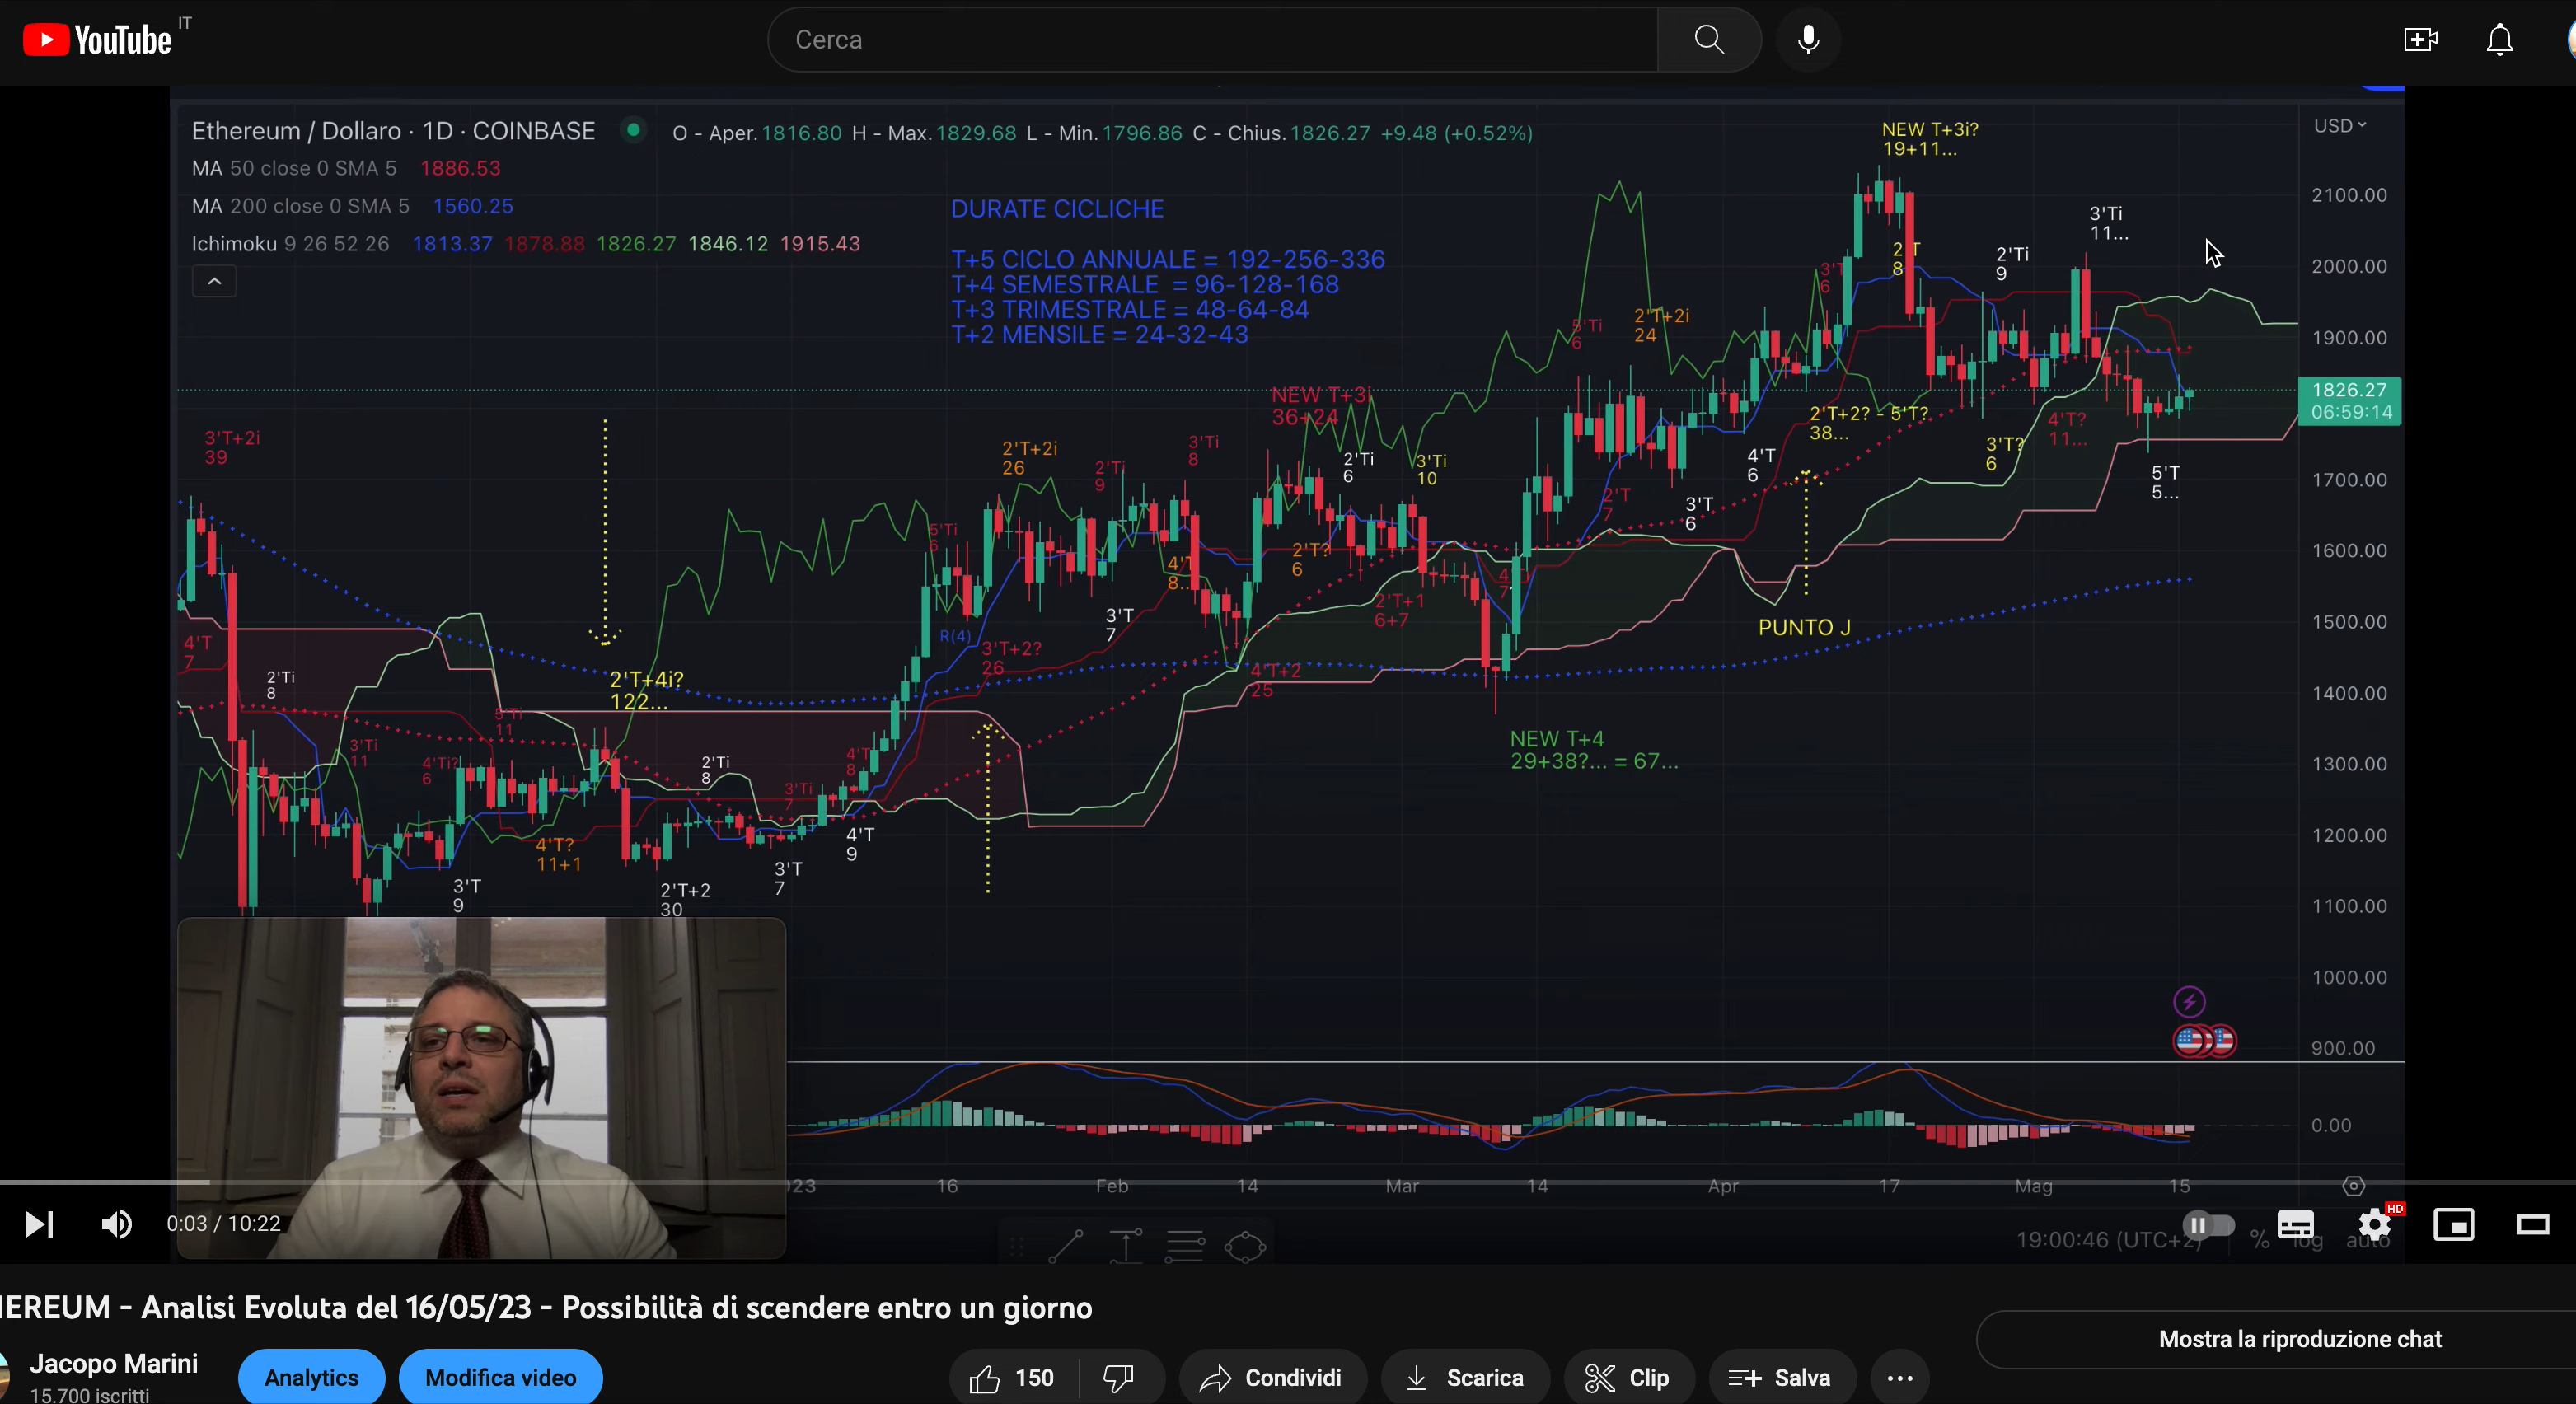 YouTube
IT
Cerca
Ethereum / Dollaro · 1D · COINBASE
O - Aper.1816.80 H - Max.1829.68 L - Min.1796.86 C - Chius.1826.27 +9.48 (+0.52%)
MA 50 close 0 SMA 5 1886.53
MA 200 close 0 SMA 5 1560.25
Ichimoku 9 26 52 26 1813.37 1878.88 1826.27 1846.12 1915.43
DURATE CICLICHE
T+5 CICLO ANNUALE = 192-256-336
T+4 SEMESTRALE = 96-128-168
T+3 TRIMESTRALE = 48-64-84
T+2 MENSILE = 24-32-43
NEW T+3i?
19+11...
USD
2100.00
2000.00
1900.00
1826.27
06:59:14
1700.00
1600.00
1500.00
1400.00
1300.00
1200.00
1100.00
1000.00
900.00
0.00
3'Ti
11...
2'T
8
2'Ti
9
3'T
6
2'T+2i
24
5'Ti
6
NEW T+3i
36+24
2'T+2? - 5'T?
38...
4'T?
11...
3'T?
6
5'T
5...
3'T+2i
39
2'T+2i
26
2'Ti
9
3'Ti
8
2'Ti
6
3'Ti
10
4'T
6
3'T
6
2'T
7
5'Ti
6
4'T
8...
2'T?
6
4
7
2'T+1
6+7
3'T
7
R(4)
3'T+2?
26
4'T+2
25
PUNTO J
4'T
7
2'Ti
8
2'T+4i?
122...
5'Ti
11
3'Ti
11
4'Ti?
6
2'Ti
8
4'T
8
3'Ti
7
NEW T+4
29+38?... = 67...
4'T?
11+1
4'T
9
3'T
7
3'T
9
2'T+2
30
16
Feb
14
Mar
14
Apr
17
Mag
15
0:03 / 10:22
19:00:46 (UTC+2)
%
log
auto
HD
EREUM - Analisi Evoluta del 16/05/23 - Possibilità di scendere entro un giorno
Mostra la riproduzione chat
Jacopo Marini
15.700 iscritti
Analytics
Modifica video
150
Condividi
Scarica
Clip
Salva